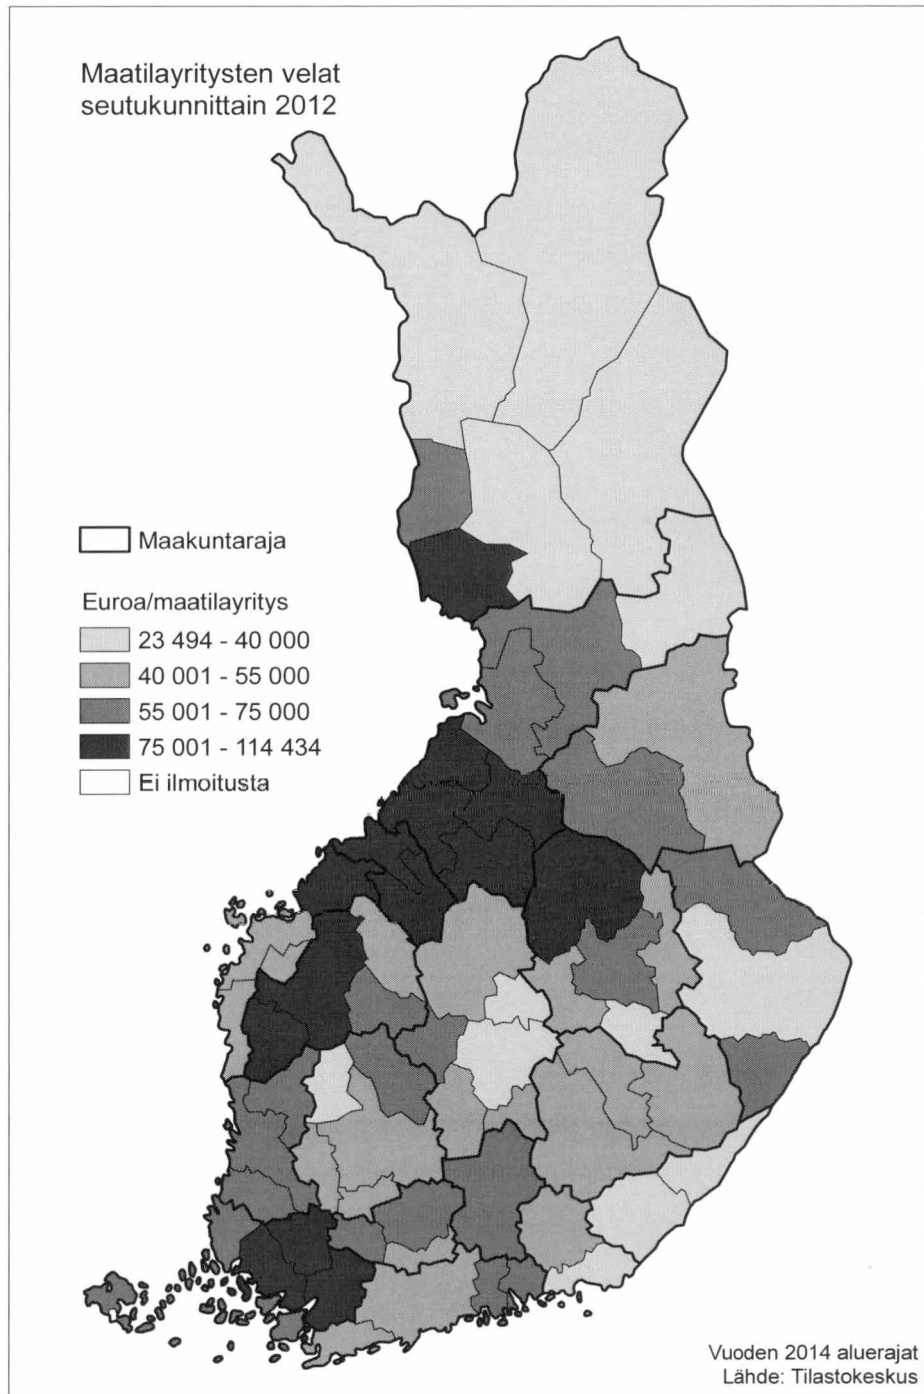 Maatilayritysten velat
seutukunnittain 2012
Maakuntaraja
Euroa/maatilayritys
23 494 - 40 000
40 001 - 55 000
55 001 - 75 000
75 001 - 114 434
Ei ilmoitusta
Vuoden 2014 aluerajat
Lähde: Tilastokeskus